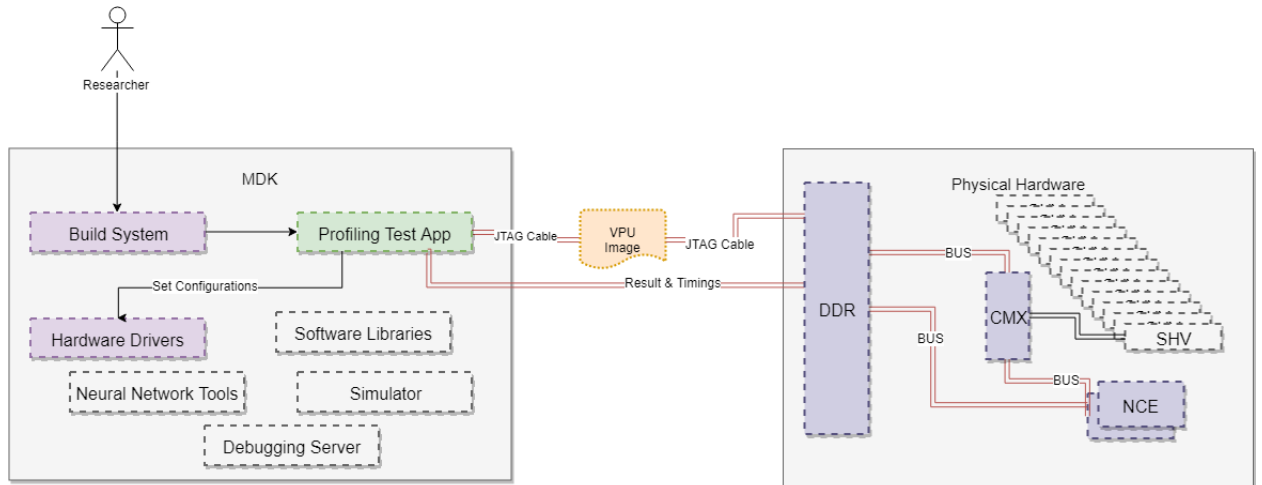 Researcher
MDK
Build System
Profiling Test App
JTAG Cable
VPU
Image
JTAG Cable
Set Configurations
Result & Timings
Hardware Drivers
Software Libraries
Neural Network Tools
Simulator
Debugging Server
Physical Hardware
DDR
BUS
CMX
SHV
BUS
BUS
NCE